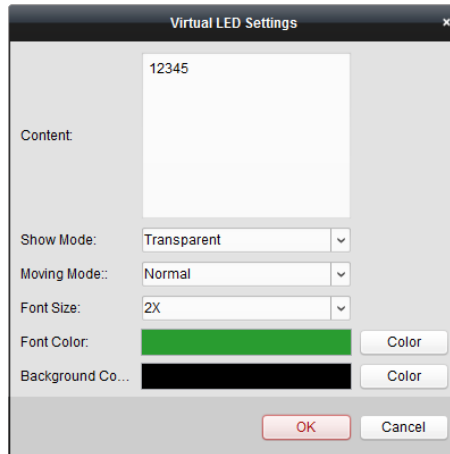 Virtual LED Settings ×
12345
Content:
Show Mode: Transparent
Moving Mode:: Normal
Font Size: 2X
Font Color: Color
Background Co... Color
OK Cancel